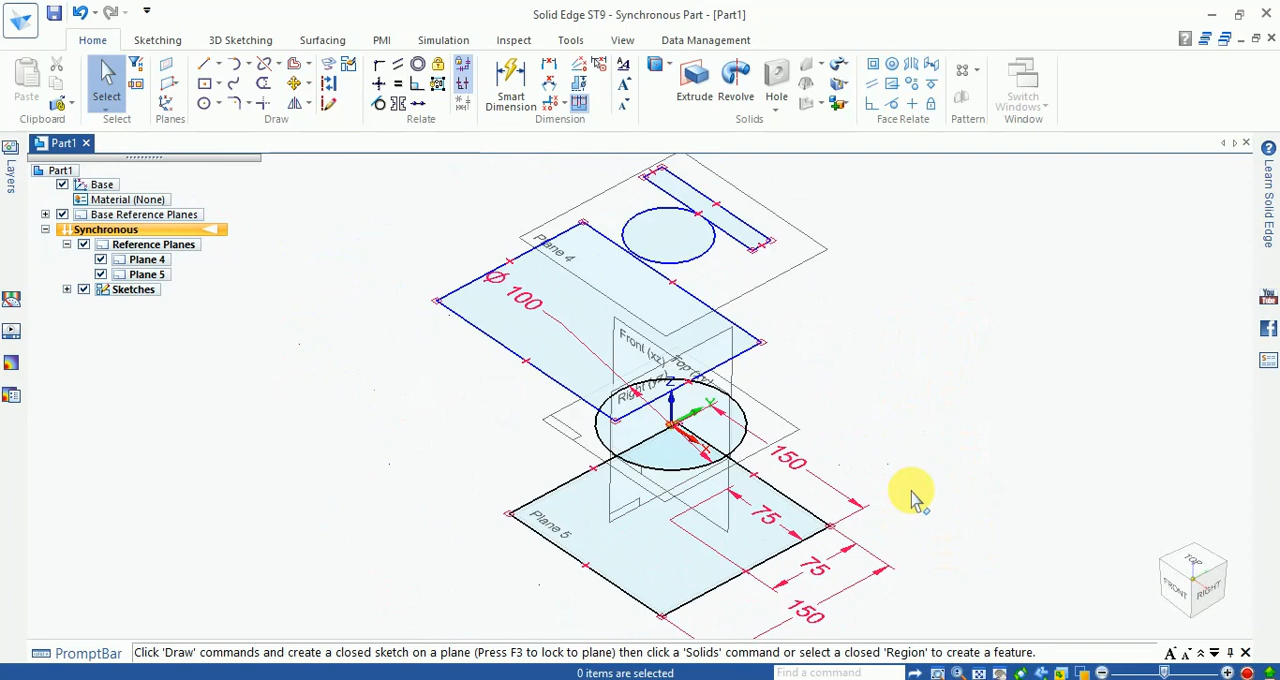 Solid Edge ST9 - Synchronous Part - [Part1]
Home Sketching 3D Sketching Surfacing PMI Simulation Inspect Tools View Data Management
Paste
Clipboard
Select
Select
Planes
Draw
Relate
Smart
Dimension
Dimension
Extrude Revolve Hole
Solids
Face Relate
Pattern
Switch
Windows
Window
Part1
Layers
Learn Solid Edge
You
Tube
Part1
Base
Material (None)
Base Reference Planes
Synchronous
Reference Planes
Plane 4
Plane 5
Sketches
Plane 4
Ø 100
Front (xz)
Right (yz)
Z
Y
X
150
75
75
150
Plane 5
TOP
FRONT
RIGHT
PromptBar
Click 'Draw' commands and create a closed sketch on a plane (Press F3 to lock to plane) then click a 'Solids' command or select a closed 'Region' to create a feature.
0 items are selected
Find a command